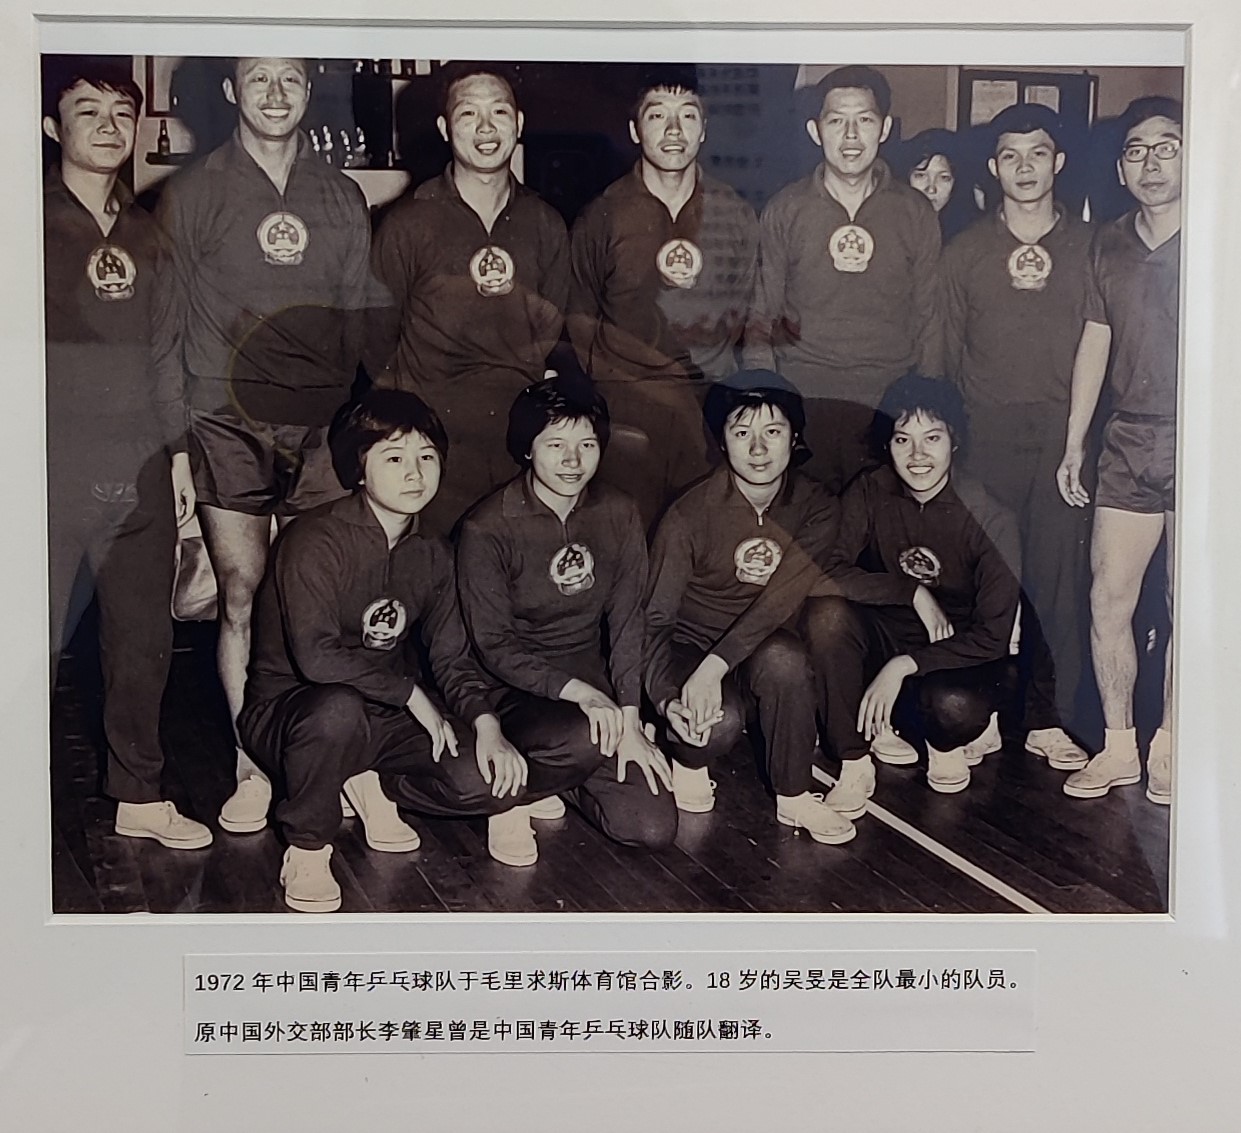 1972 年中国青年乒乓球队于毛里求斯体育馆合影。18 岁的吴旻是全队最小的队员。
原中国外交部部长李肇星曾是中国青年乒乓球队随队翻译。